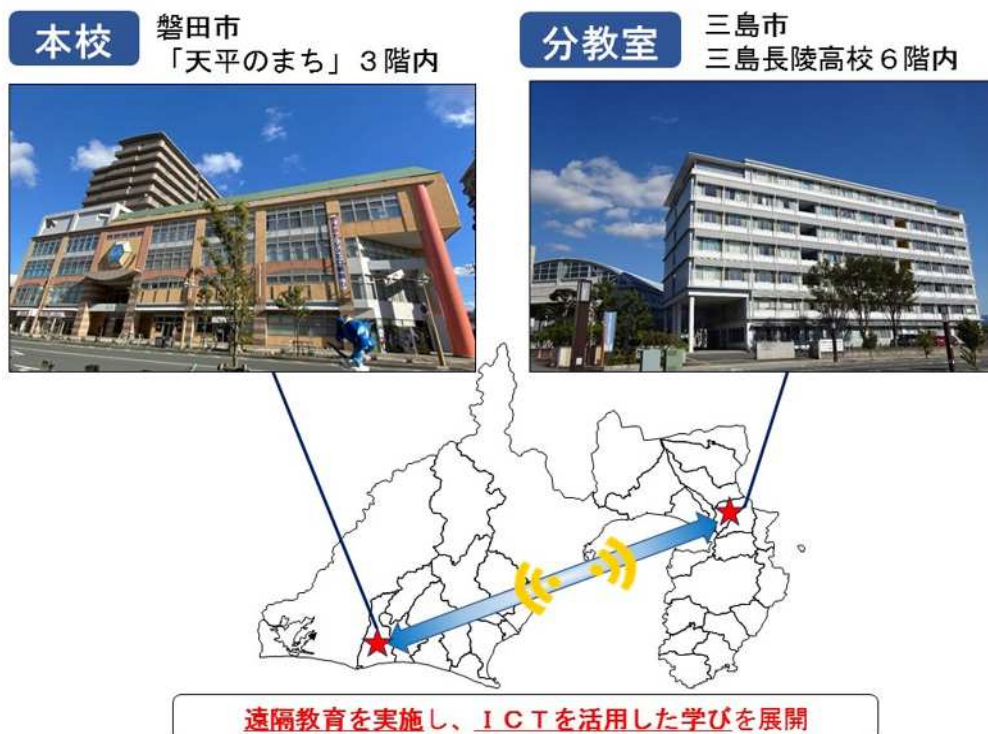 本校
磐田市
「天平のまち」３階内
分教室
三島市
三島長陵高校６階内
遠隔教育を実施し、ＩＣＴを活用した学びを展開